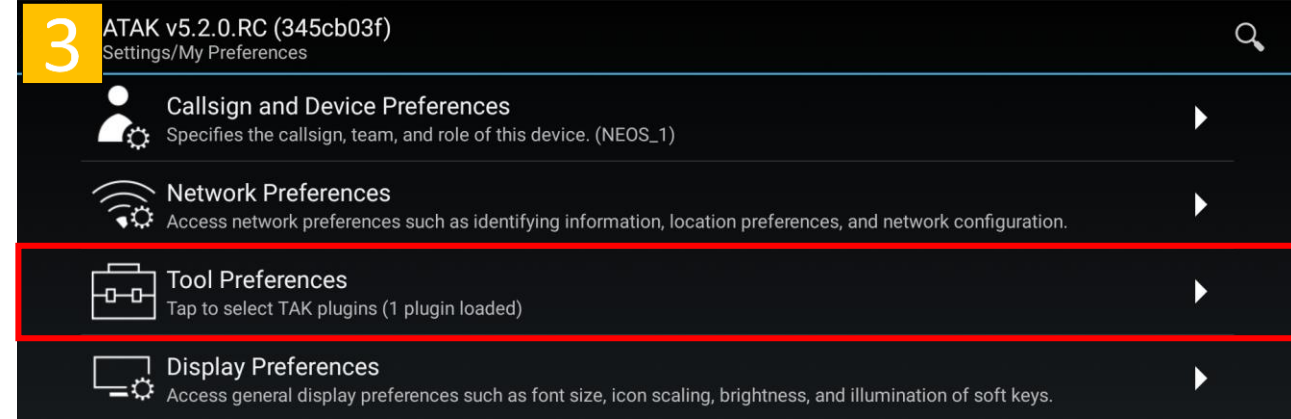 3
ATAK v5.2.0.RC (345cb03f)
Settings/My Preferences
Callsign and Device Preferences
Specifies the callsign, team, and role of this device. (NEOS_1)
Network Preferences
Access network preferences such as identifying information, location preferences, and network configuration.
Tool Preferences
Tap to select TAK plugins (1 plugin loaded)
Display Preferences
Access general display preferences such as font size, icon scaling, brightness, and illumination of soft keys.